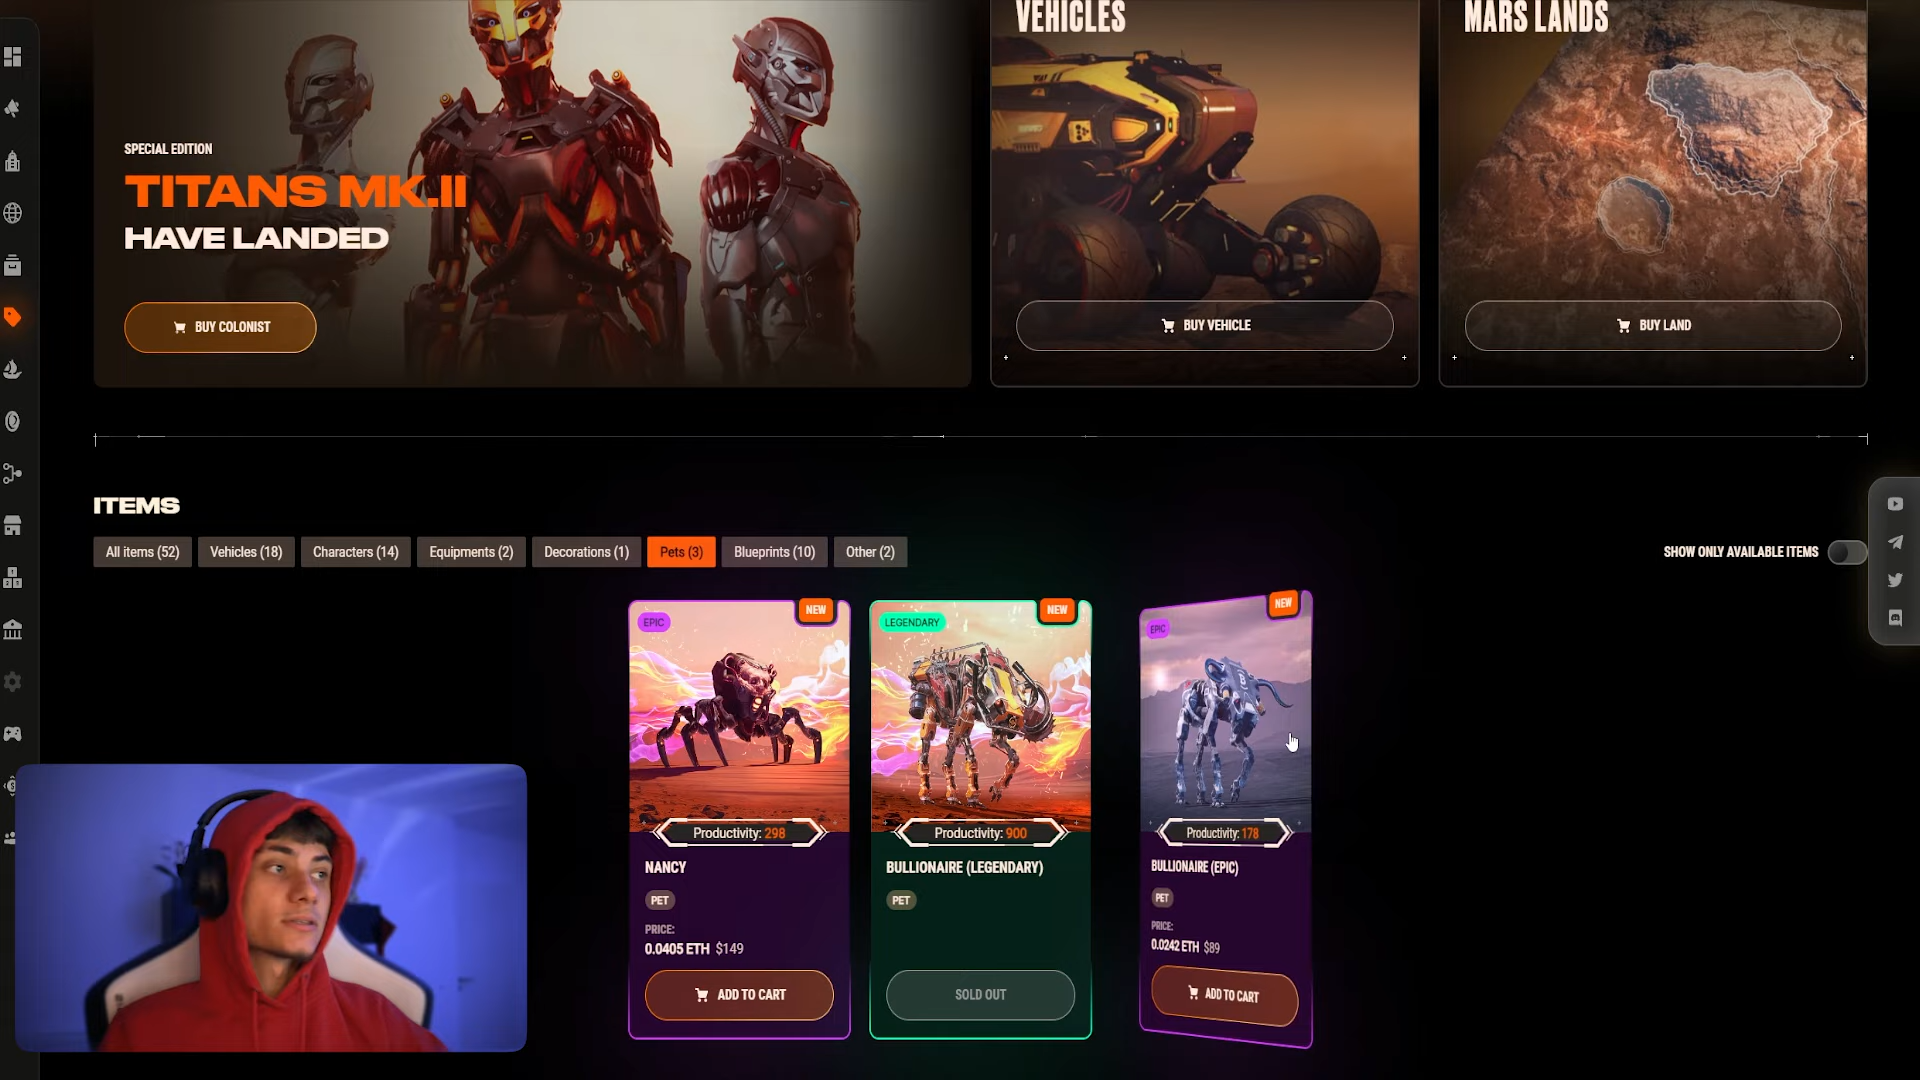 VEHICLES
MARS LANDS
SPECIAL EDITION
TITANS MK.II
HAVE LANDED
BUY COLONIST
BUY VEHICLE
BUY LAND
ITEMS
All items (52)
Vehicles (18)
Characters (14)
Equipments (2)
Decorations (1)
Pets (3)
Blueprints (10)
Other (2)
SHOW ONLY AVAILABLE ITEMS
EPIC
NEW
Productivity: 298
NANCY
PET
PRICE:
0.0405 ETH $149
ADD TO CART
LEGENDARY
NEW
Productivity: 900
BULLIONAIRE (LEGENDARY)
PET
SOLD OUT
EPIC
NEW
Productivity: 178
BULLIONAIRE (EPIC)
PET
PRICE:
0.0242 ETH $89
ADD TO CART